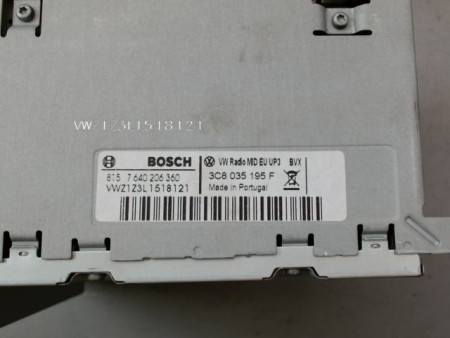 VWZ1Z3L1518121
BOSCH
VW Radio MID EU UP3 BVX
815 7 640 206 360
3C8 035 195 F
VWZ1Z3L1518121
Made in Portugal